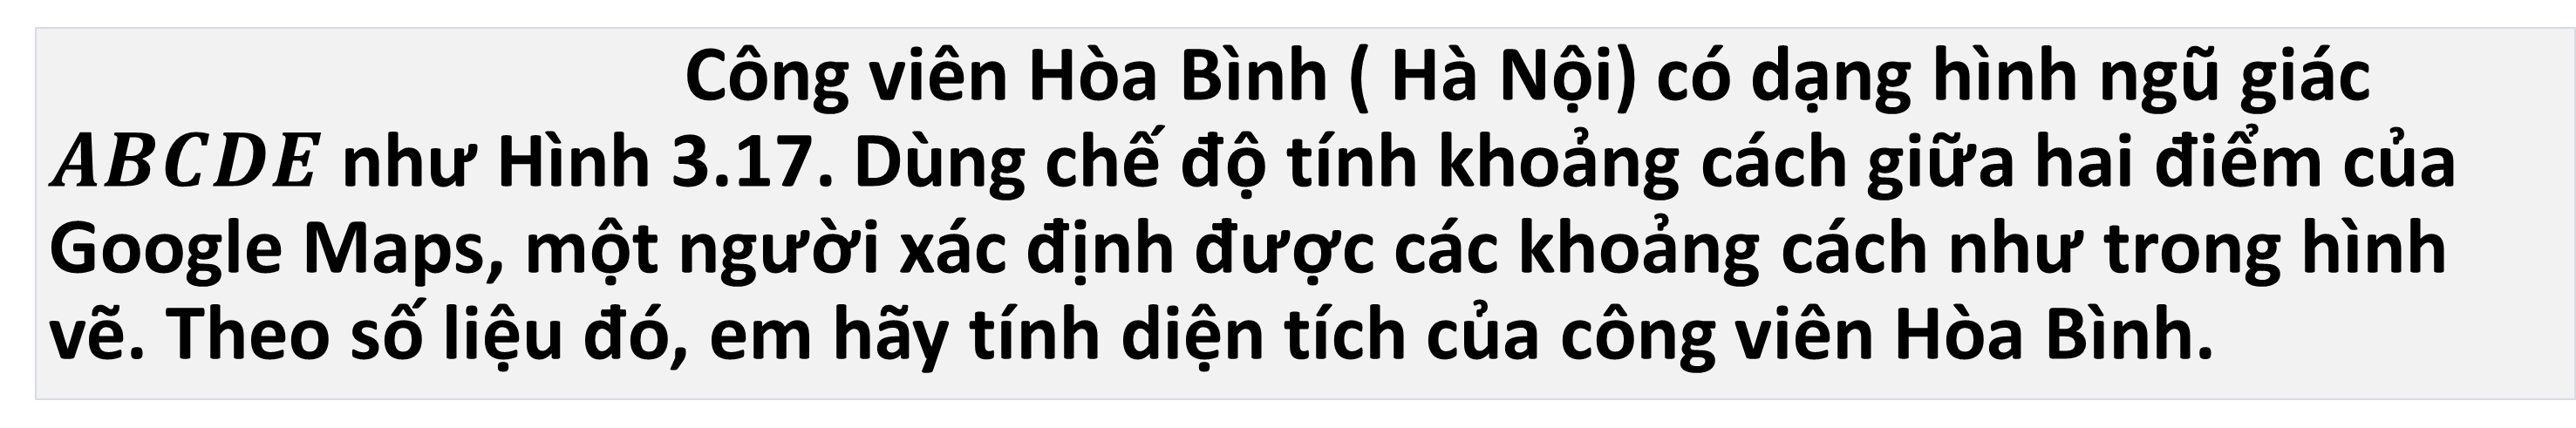 Công viên Hòa Bình ( Hà Nội) có dạng hình ngũ giác
ABCDE như Hình 3.17. Dùng chế độ tính khoảng cách giữa hai điểm của
Google Maps, một người xác định được các khoảng cách như trong hình
vẽ. Theo số liệu đó, em hãy tính diện tích của công viên Hòa Bình.